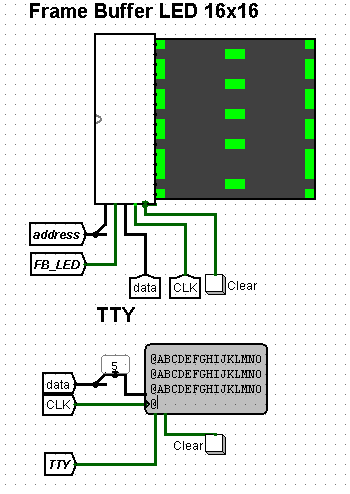 Frame Buffer LED 16x16
address
FB_LED
data
CLK
Clear
TTY
5
data
CLK
@ABCDEFGHIJKLMNO
@ABCDEFGHIJKLMNO
@ABCDEFGHIJKLMNO
@
Clear
TTY